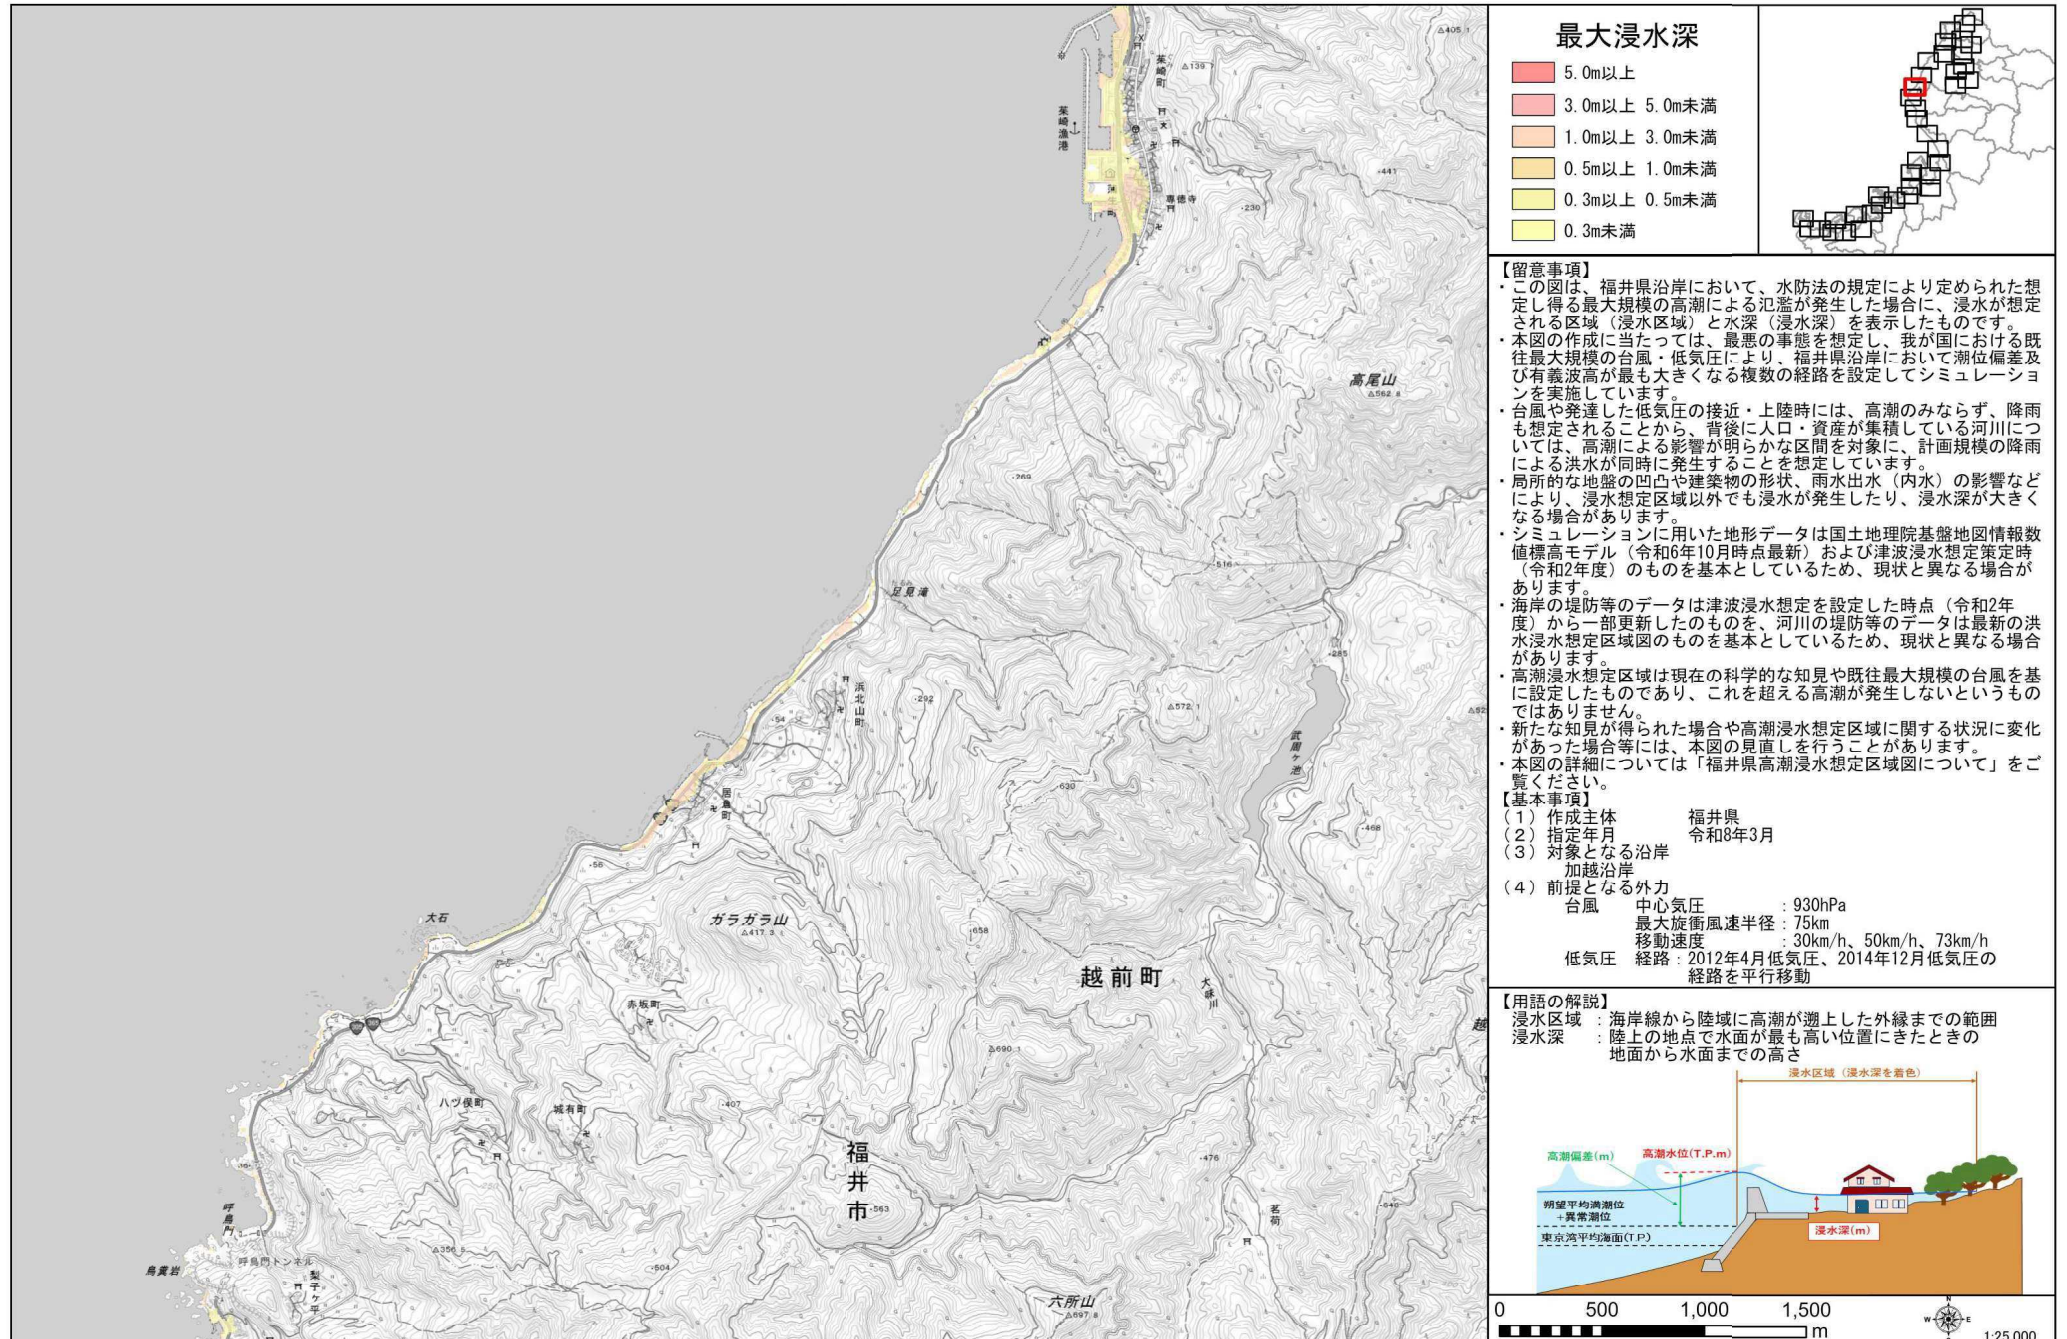 最大浸水深
5.0m以上
3.0m以上 5.0m未満
1.0m以上 3.0m未満
0.5m以上 1.0m未満
0.3m以上 0.5m未満
0.3m未満
【留意事項】
・この図は、福井県沿岸において、水防法の規定により定められた想
定し得る最大規模の高潮による氾濫が発生した場合に、浸水が想定
される区域（浸水区域）と水深（浸水深）を表示したものです。
・本図の作成に当たっては、最悪の事態を想定し、我が国における既
往最大規模の台風・低気圧により、福井県沿岸において潮位偏差及
び有義波高が最も大きくなる複数の経路を設定してシミュレーショ
ンを実施しています。
・台風や発達した低気圧の接近・上陸時には、高潮のみならず、降雨
も想定されることから、背後に人口・資産が集積している河川につ
いては、高潮による影響が明らかな区間を対象に、計画規模の降雨
による洪水が同時に発生することを想定しています。
・局所的な地盤の凹凸や建築物の形状、雨水出水（内水）の影響など
により、浸水想定区域以外でも浸水が発生したり、浸水深が大きく
なる場合があります。
・シミュレーションに用いた地形データは国土地理院基盤地図情報数
値標高モデル（令和6年10月時点最新）および津波浸水想定策定時
（令和2年度）のものを基本としているため、現状と異なる場合が
あります。
・海岸の堤防等のデータは津波浸水想定を設定した時点（令和2年
度）から一部更新したのものを、河川の堤防等のデータは最新の洪
水浸水想定区域図のものを基本としているため、現状と異なる場合
があります。
・高潮浸水想定区域は現在の科学的な知見や既往最大規模の台風を基
に設定したものであり、これを超える高潮が発生しないというもの
ではありません。
・新たな知見が得られた場合や高潮浸水想定区域に関する状況に変化
があった場合等には、本図の見直しを行うことがあります。
・本図の詳細については「福井県高潮浸水想定区域図について」をご
覧ください。
【基本事項】
（1）作成主体 福井県
（2）指定年月 令和8年3月
（3）対象となる沿岸
加越沿岸
（4）前提となる外力
台風 中心気圧 : 930hPa
最大旋衝風速半径 : 75km
移動速度 : 30km/h、50km/h、73km/h
低気圧 経路 : 2012年4月低気圧、2014年12月低気圧の
経路を平行移動
【用語の解説】
浸水区域 : 海岸線から陸域に高潮が遡上した外縁までの範囲
浸水深 : 陸上の地点で水面が最も高い位置にきたときの
地面から水面までの高さ
浸水区域（浸水深を着色）
高潮偏差(m)
高潮水位(T.P.m)
朔望平均満潮位
+異常潮位
東京湾平均海面(T.P.)
浸水深(m)
0 500 1,000 1,500
m
N
W E
1:25,000
405.1
139
茱崎町
茱崎漁港
専徳寺
441
230
高尾山
562.8
269
516
足見滝
285
浜北山町
292
54
572.1
武周ヶ池
居倉町
630
468
56
大石
ガラガラ山
417.3
658
越前町
大味川
赤坂町
305
305
690.1
八ツ俣町
城有町
407
福井市
563
476
茗荷
646
呼鳥門
鳥糞岩
呼鳥門トンネル
梨子ヶ平
356.6
504
六所山
697.8
越